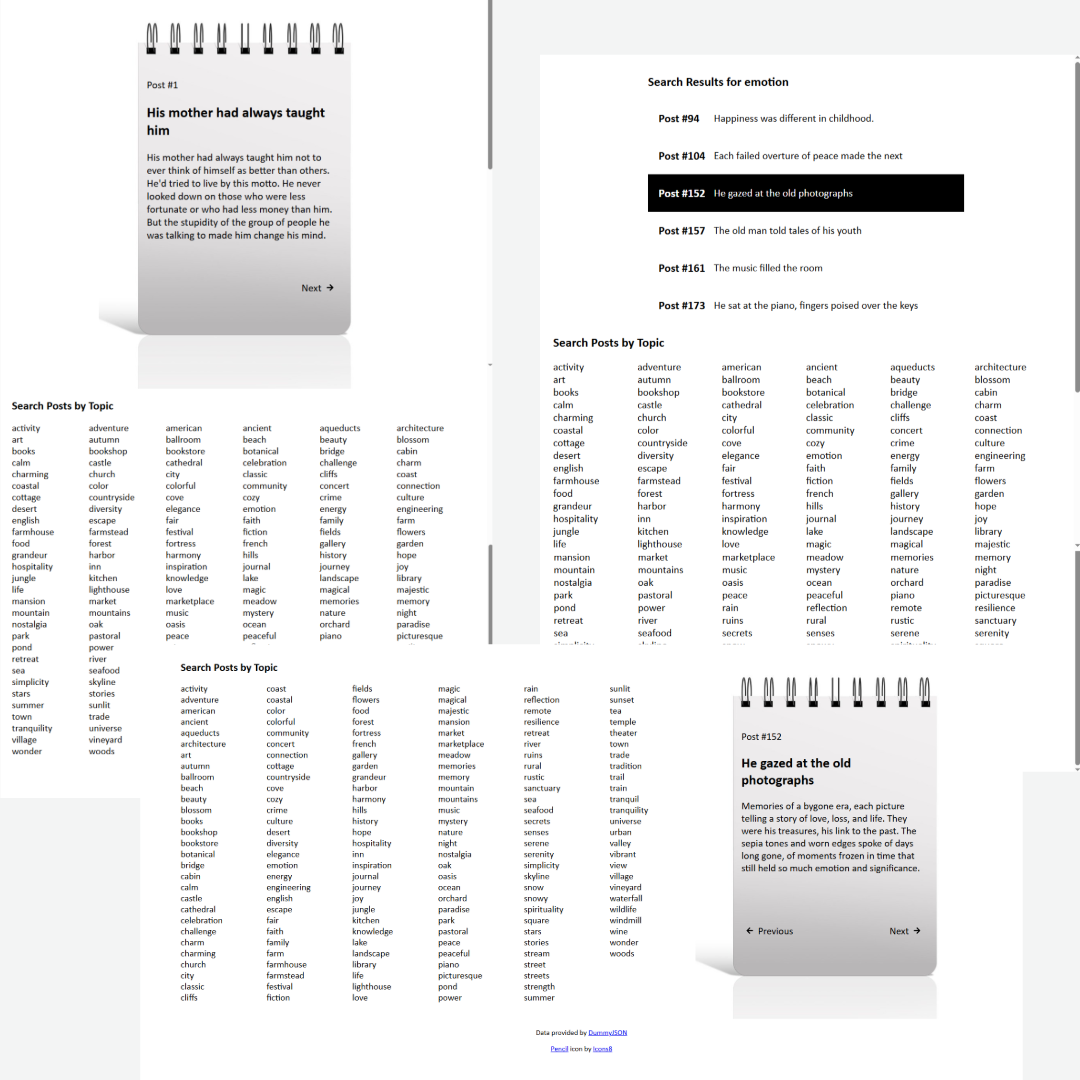 Post #1
His mother had always taught
him
His mother had always taught him not to
ever think of himself as better than others.
He'd tried to live by this motto. He never
looked down on those who were less
fortunate or who had less money than him.
But the stupidity of the group of people he
was talking to made him change his mind.
Next →
Search Posts by Topic
activity adventure american ancient aqueducts architecture
art autumn ballroom beach beauty blossom
books bookshop bookstore botanical bridge cabin
calm castle cathedral celebration challenge charm
charming church city classic cliffs coast
coastal color colorful community concert connection
cottage countryside cove cozy crime culture
desert diversity elegance emotion energy engineering
english escape fair faith family farm
farmhouse farmstead festival fiction fields flowers
food forest fortress french gallery garden
grandeur harbor harmony hills history hope
hospitality inn inspiration journal journey joy
jungle kitchen knowledge lake landscape library
life lighthouse love magic magical majestic
mansion market marketplace meadow memories memory
mountain mountains music mystery nature night
nostalgia oak oasis ocean orchard paradise
park pastoral peace peaceful piano picturesque
pond power
retreat river
sea seafood
simplicity skyline
stars stories
summer sunlit
town trade
tranquility universe
village vineyard
wonder woods
Search Results for emotion
Post #94 Happiness was different in childhood.
Post #104 Each failed overture of peace made the next
Post #152 He gazed at the old photographs
Post #157 The old man told tales of his youth
Post #161 The music filled the room
Post #173 He sat at the piano, fingers poised over the keys
Search Posts by Topic
activity adventure american ancient aqueducts architecture
art autumn ballroom beach beauty blossom
books bookshop bookstore botanical bridge cabin
calm castle cathedral celebration challenge charm
charming church city classic cliffs coast
coastal color colorful community concert connection
cottage countryside cove cozy crime culture
desert diversity elegance emotion energy engineering
english escape fair faith family farm
farmhouse farmstead festival fiction fields flowers
food forest fortress french gallery garden
grandeur harbor harmony hills history hope
hospitality inn inspiration journal journey joy
jungle kitchen knowledge lake landscape library
life lighthouse love magic magical majestic
mansion market marketplace meadow memories memory
mountain mountains music mystery nature night
nostalgia oak oasis ocean orchard paradise
park pastoral peace peaceful piano picturesque
pond power rain reflection remote resilience
retreat river ruins rural rustic sanctuary
sea seafood secrets senses serene serenity
Search Posts by Topic
activity coast fields magic rain sunlit
adventure coastal flowers magical reflection sunset
american color food majestic remote tea
ancient colorful forest mansion resilience temple
aqueducts community fortress market retreat theater
architecture concert french marketplace river town
art connection gallery meadow ruins trade
autumn cottage garden memories rural tradition
ballroom countryside grandeur memory rustic trail
beach cove harbor mountain sanctuary train
beauty cozy harmony mountains sea tranquil
blossom crime hills music seafood tranquility
books culture history mystery secrets universe
bookshop desert hope nature senses urban
bookstore diversity hospitality night serene valley
botanical elegance inn nostalgia serenity vibrant
bridge emotion inspiration oak simplicity view
cabin energy journal oasis skyline village
calm engineering journey ocean snow vineyard
castle english joy orchard snowy waterfall
cathedral escape jungle paradise spirituality wildlife
celebration fair kitchen park square windmill
challenge faith knowledge pastoral stars wine
charm family lake peace stories wonder
charming farm landscape peaceful stream woods
church farmhouse library piano street
city farmstead life picturesque streets
classic festival lighthouse pond strength
cliffs fiction love power summer
Post #152
He gazed at the old
photographs
Memories of a bygone era, each picture
telling a story of love, loss, and life. They
were his treasures, his link to the past. The
sepia tones and worn edges spoke of days
long gone, of moments frozen in time that
still held so much emotion and significance.
← Previous Next →
Data provided by DummyJSON
Pencil icon by Icons8